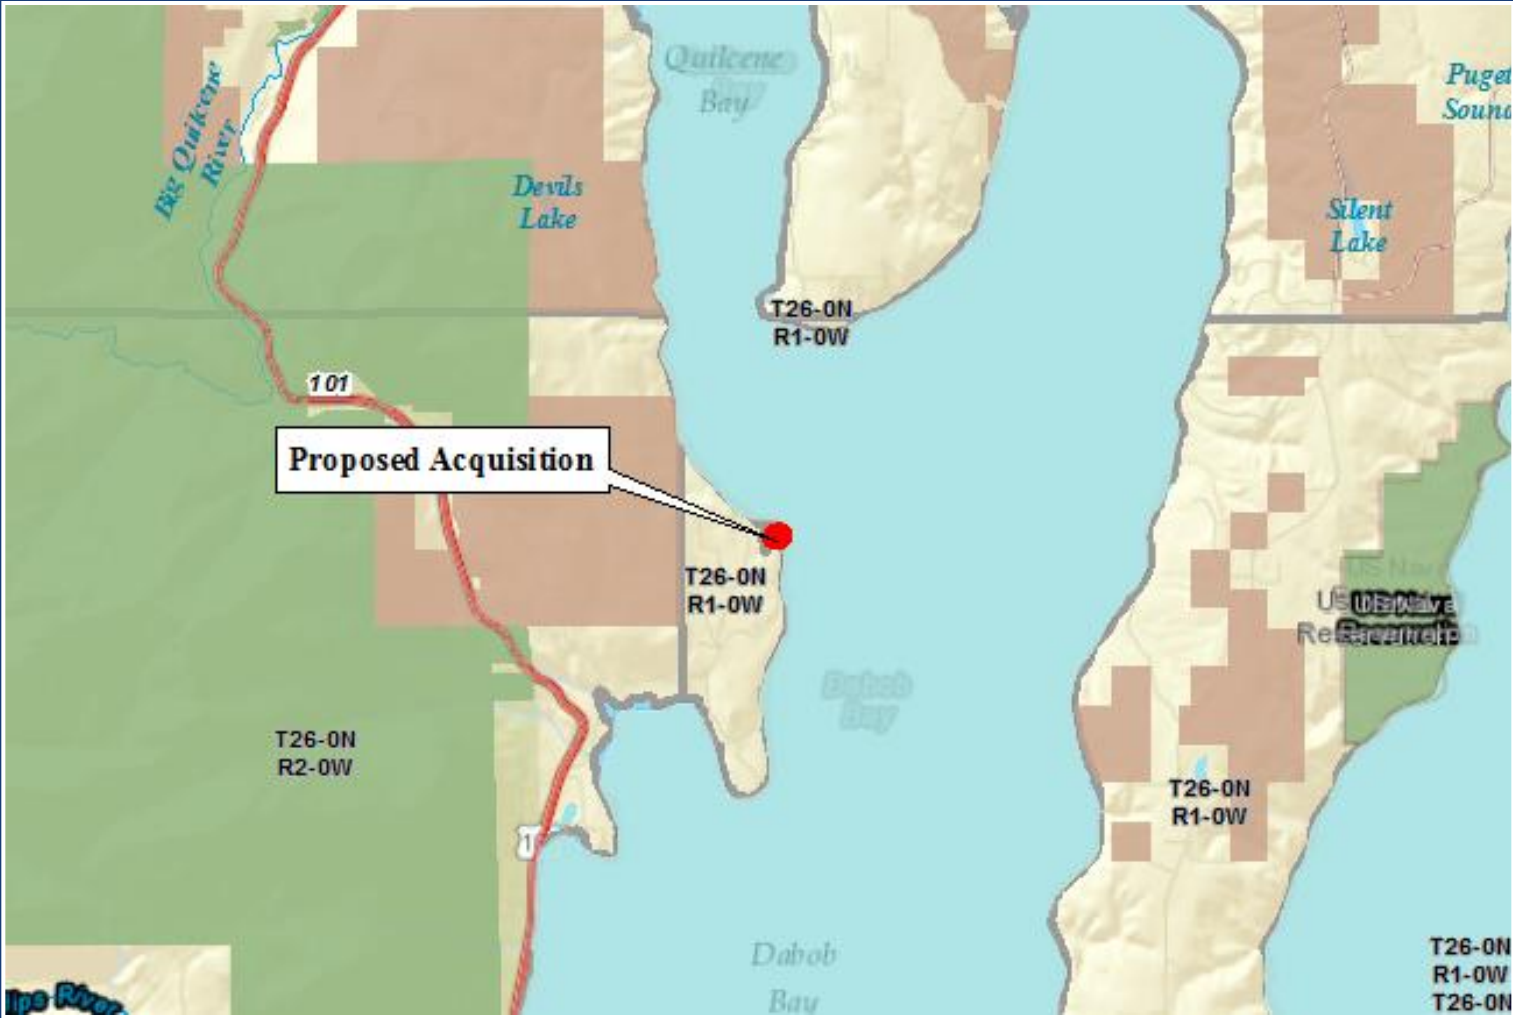 Quilcene
Bay
Puget
Sound
Big Quilcene
River
Devils
Lake
Silent
Lake
T26-0N
R1-0W
101
Proposed Acquisition
T26-0N
R1-0W
Dabob
Bay
T26-0N
R2-0W
T26-0N
R1-0W
Dabob
Bay
T26-0N
R1-0W
T26-0N